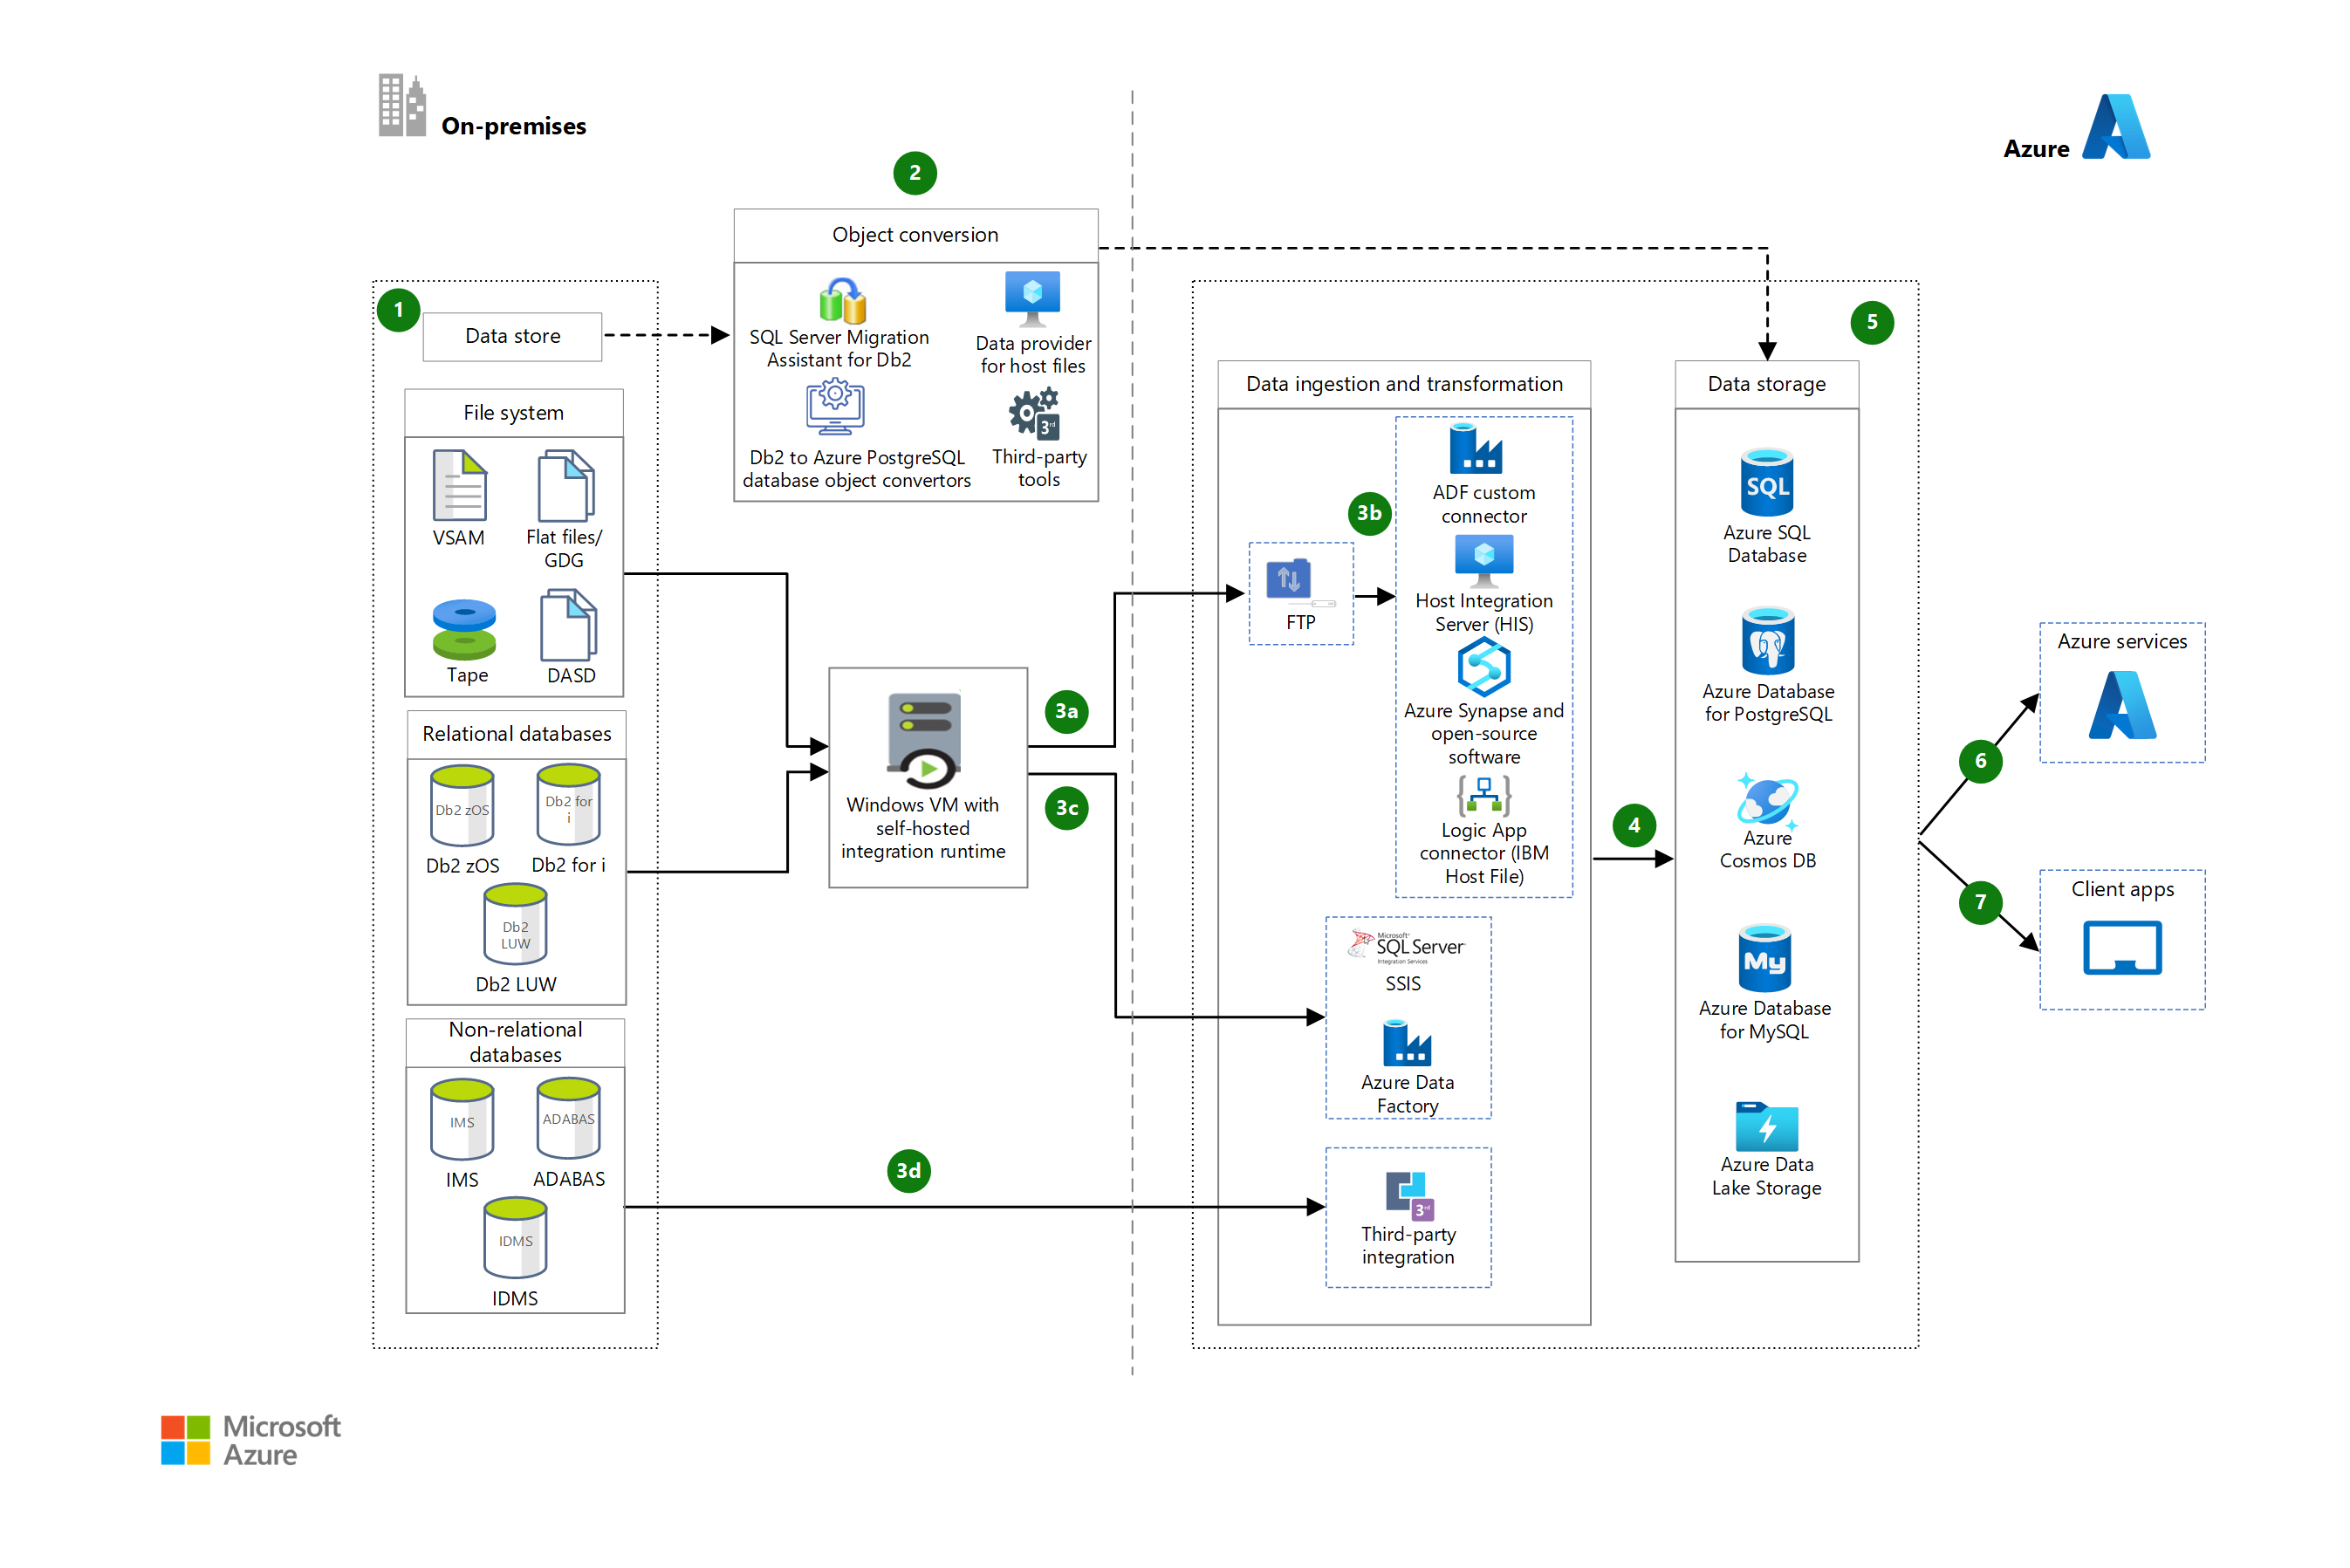 On-premises
Azure
2
Object conversion
SQL Server Migration
Assistant for Db2
Data provider
for host files
3rd
Db2 to Azure PostgreSQL
database object convertors
Third-party
tools
1
Data store
File system
VSAM
Flat files/
GDG
Tape
DASD
Relational databases
Db2 zOS
Db2 for
i
Db2 zOS
Db2 for i
Db2
LUW
Db2 LUW
Non-relational
databases
IMS
ADABAS
IMS
ADABAS
IDMS
IDMS
Windows VM with
self-hosted
integration runtime
3a
3c
3d
5
Data ingestion and transformation
3b
FTP
ADF custom
connector
Host Integration
Server (HIS)
Azure Synapse and
open-source
software
Logic App
connector (IBM
Host File)
Microsoft
SQL Server
Integration Services
SSIS
Azure Data
Factory
3rd
Third-party
integration
4
Data storage
SQL
Azure SQL
Database
Azure Database
for PostgreSQL
Azure
Cosmos DB
My
Azure Database
for MySQL
Azure Data
Lake Storage
6
Azure services
7
Client apps
Microsoft
Azure